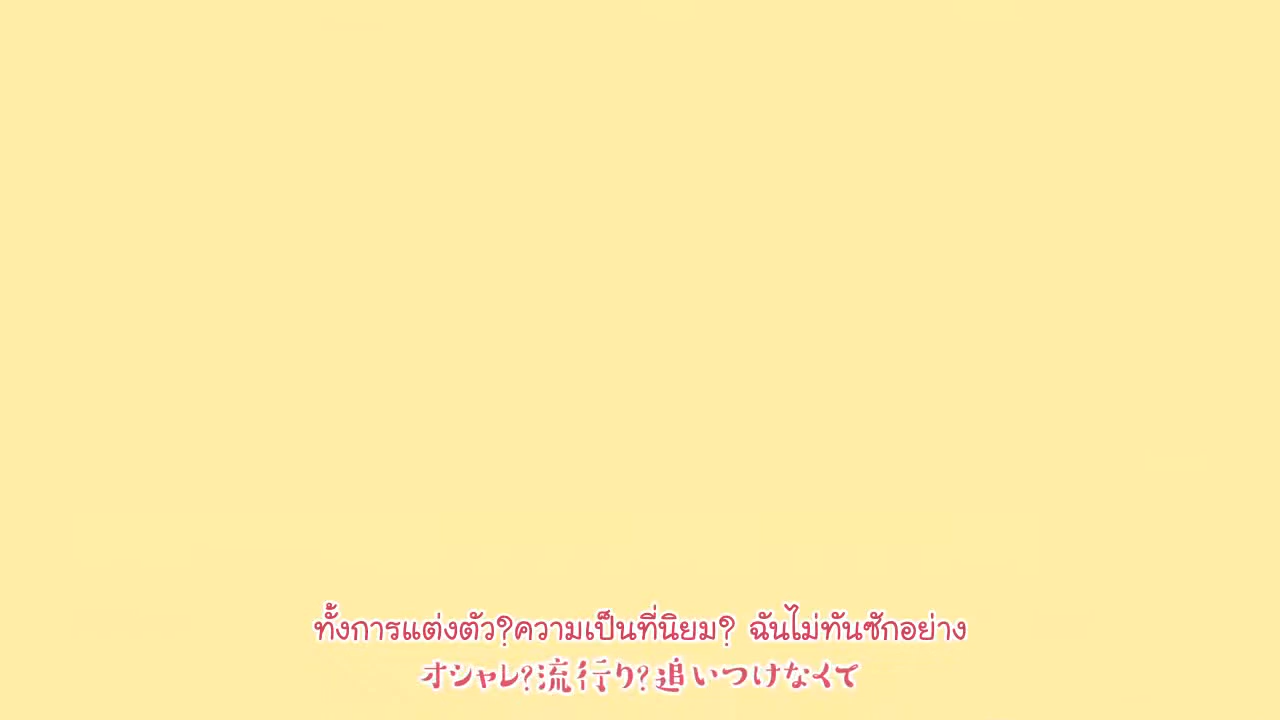 ทั้งการแต่งตัว?ความเป็นที่นิยม? ฉันไม่ทันซักอย่าง
オシャレ?流行り?追いつけなくて